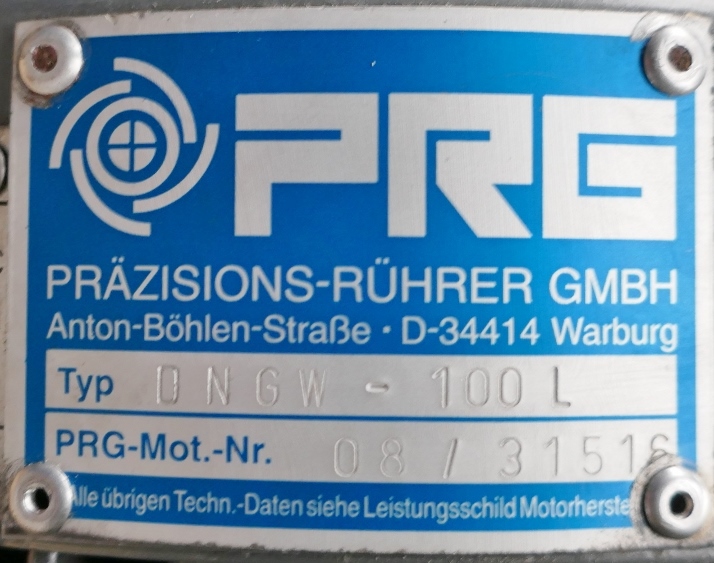 PRG
PRÄZISIONS-RÜHRER GMBH
Anton-Böhlen-Straße · D-34414 Warburg
Typ DNGW - 100 L
PRG-Mot.-Nr. 08 / 31516
Alle übrigen Techn.-Daten siehe Leistungsschild